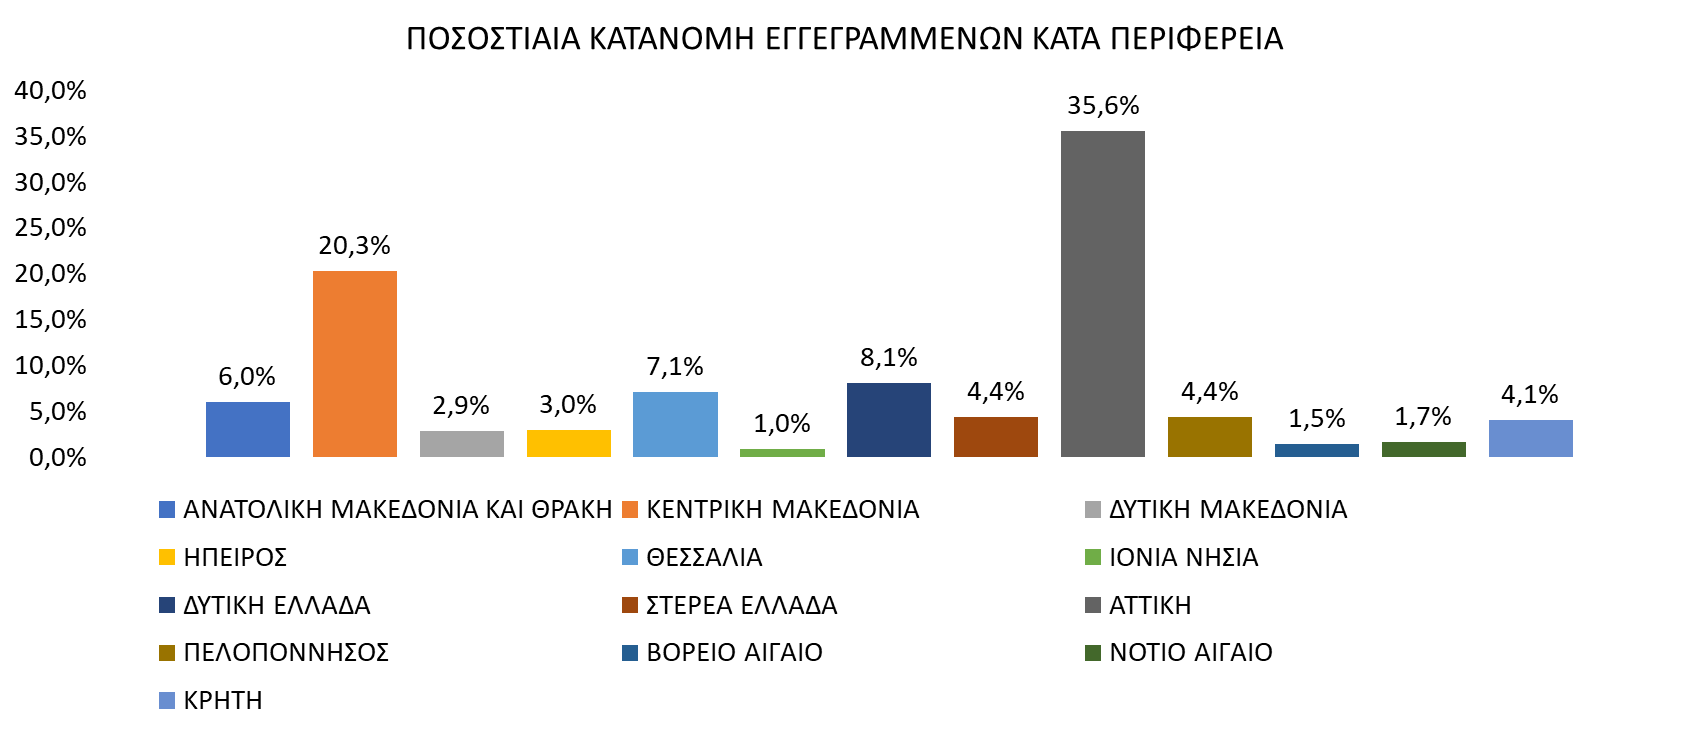 ΠΟΣΟΣΤΙΑΙΑ ΚΑΤΑΝΟΜΗ ΕΓΓΕΓΡΑΜΜΕΝΩΝ ΚΑΤΑ ΠΕΡΙΦΕΡΕΙΑ
40,0%
35,0%
30,0%
25,0%
20,0%
15,0%
10,0%
5,0%
0,0%
6,0%
20,3%
2,9%
3,0%
7,1%
1,0%
8,1%
4,4%
35,6%
4,4%
1,5%
1,7%
4,1%
ΑΝΑΤΟΛΙΚΗ ΜΑΚΕΔΟΝΙΑ ΚΑΙ ΘΡΑΚΗ
ΚΕΝΤΡΙΚΗ ΜΑΚΕΔΟΝΙΑ
ΔΥΤΙΚΗ ΜΑΚΕΔΟΝΙΑ
ΗΠΕΙΡΟΣ
ΘΕΣΣΑΛΙΑ
ΙΟΝΙΑ ΝΗΣΙΑ
ΔΥΤΙΚΗ ΕΛΛΑΔΑ
ΣΤΕΡΕΑ ΕΛΛΑΔΑ
ΑΤΤΙΚΗ
ΠΕΛΟΠΟΝΝΗΣΟΣ
ΒΟΡΕΙΟ ΑΙΓΑΙΟ
ΝΟΤΙΟ ΑΙΓΑΙΟ
ΚΡΗΤΗ